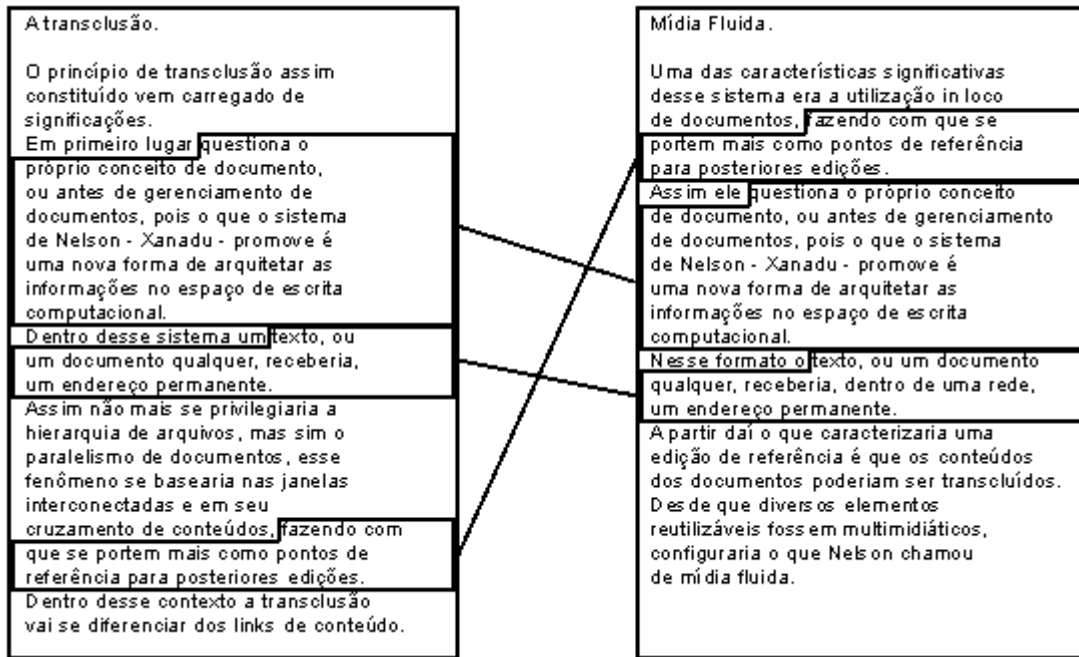 A transclusão.
O princípio de transclusão assim
constituído vem carregado de
significações.
Em primeiro lugar questiona o
próprio conceito de documento,
ou antes de gerenciamento de
documentos, pois o que o sistema
de Nelson - Xanadu - promove é
uma nova forma de arquitetar as
informações no espaço de escrita
computacional.
Dentro desse sistema um texto, ou
um documento qualquer, receberia,
um endereço permanente.
Assim não mais se privilegiaria a
hierarquia de arquivos, mas sim o
paralelismo de documentos, esse
fenômeno se basearia nas janelas
interconectadas e em seu
cruzamento de conteúdos, fazendo com
que se portem mais como pontos de
referência para posteriores edições.
Dentro desse contexto a transclusão
vai se diferenciar dos links de conteúdo.
Mídia Fluida.
Uma das características significativas
desse sistema era a utilização in loco
de documentos, fazendo com que se
portem mais como pontos de referência
para posteriores edições.
Assim ele questiona o próprio conceito
de documento, ou antes de gerenciamento
de documentos, pois o que o sistema
de Nelson - Xanadu - promove é
uma nova forma de arquitetar as
informações no espaço de escrita
computacional.
Nesse formato o texto, ou um documento
qualquer, receberia, dentro de uma rede,
um endereço permanente.
A partir daí o que caracterizaria uma
edição de referência é que os conteúdos
dos documentos poderiam ser transcluídos.
Desde que diversos elementos
reutilizáveis fossem multimidiáticos,
configuraria o que Nelson chamou
de mídia fluida.